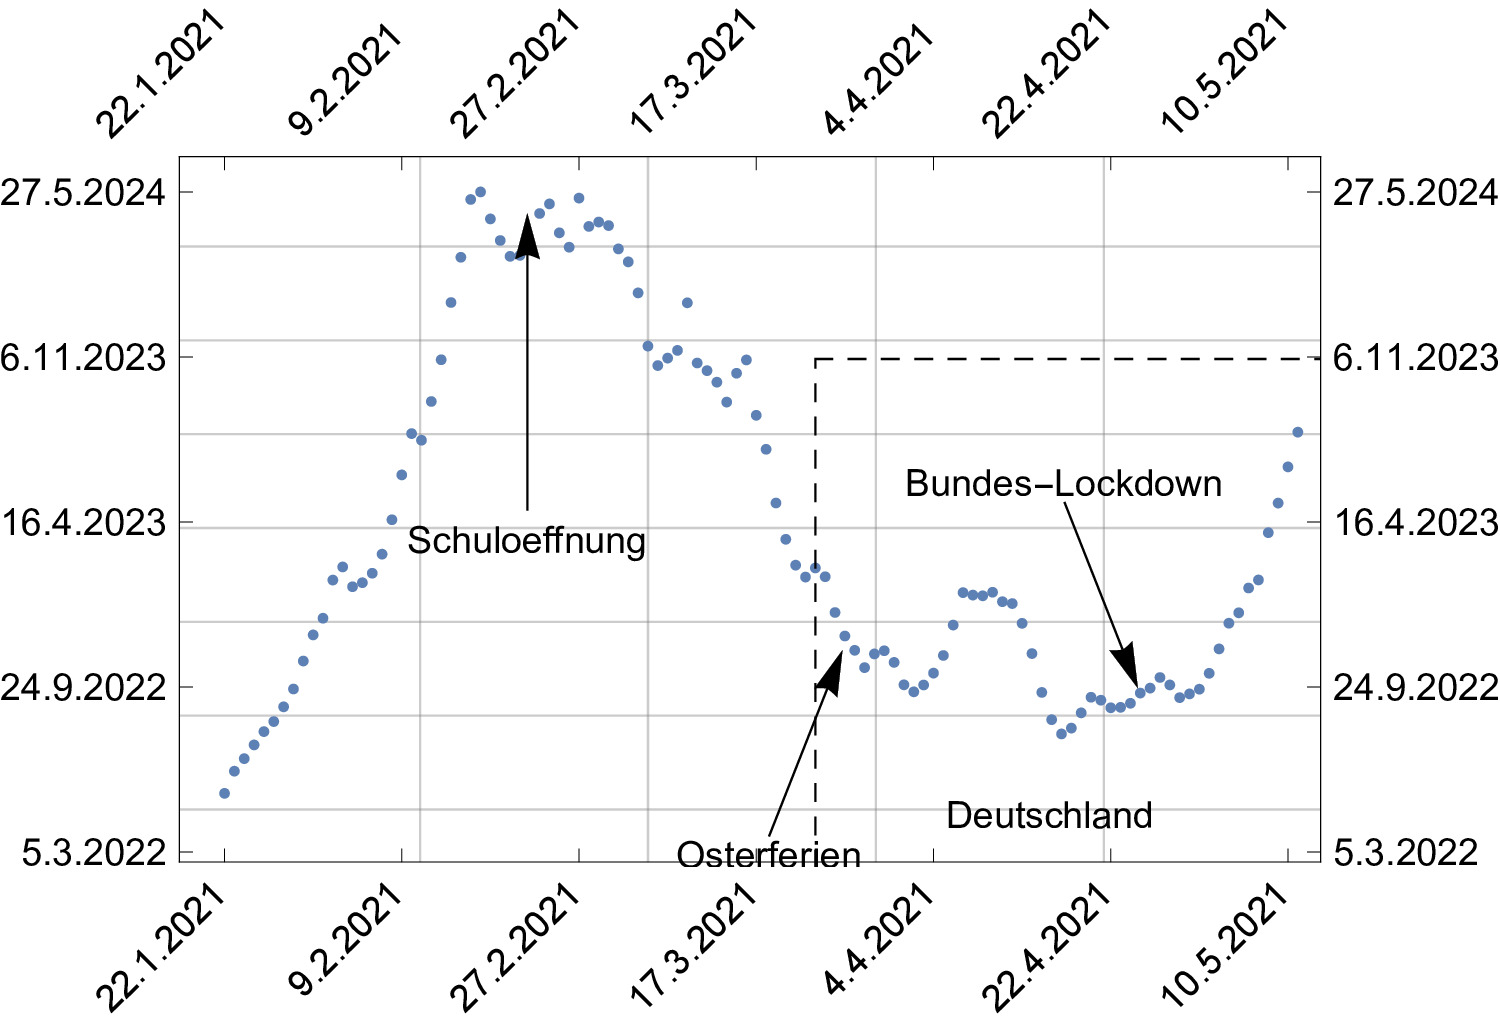 22.1.2021 9.2.2021 27.2.2021 17.3.2021 4.4.2021 22.4.2021 10.5.2021
27.5.2024 27.5.2024
6.11.2023 6.11.2023
Bundes-Lockdown
16.4.2023 16.4.2023
Schuloeffnung
24.9.2022 24.9.2022
Deutschland
Osterferien
5.3.2022 5.3.2022
22.1.2021 9.2.2021 27.2.2021 17.3.2021 4.4.2021 22.4.2021 10.5.2021